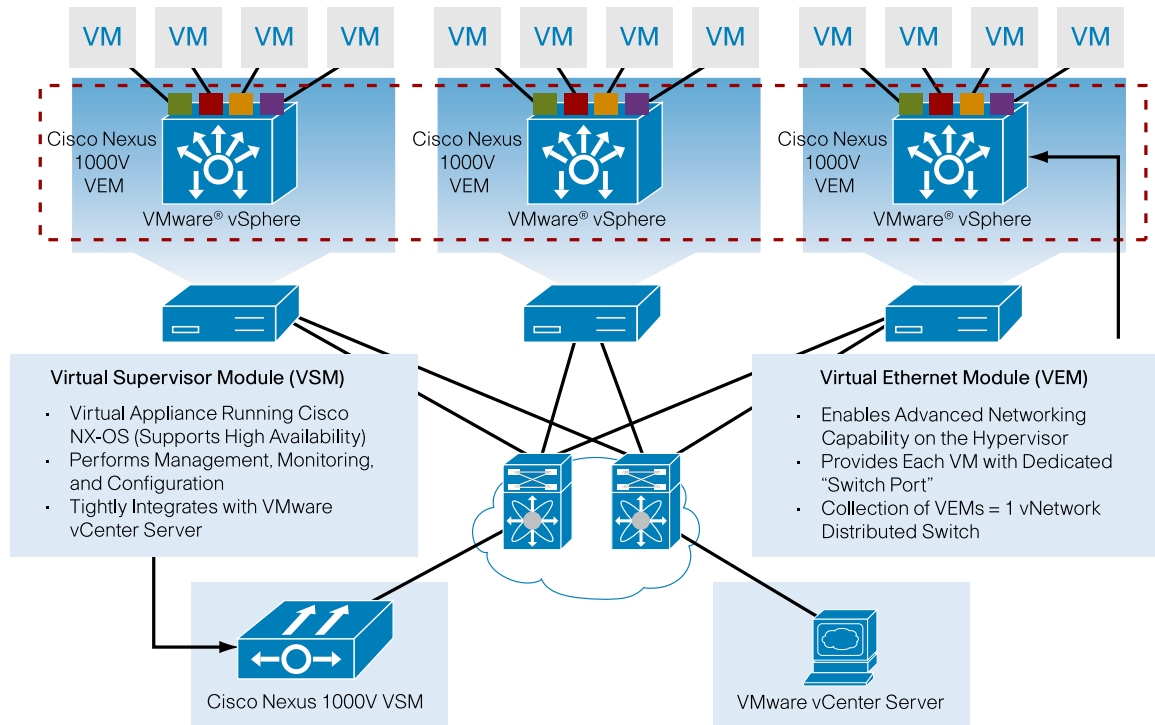 VM VM VM VM VM VM VM VM VM VM VM VM
Cisco Nexus
1000V
VEM
VMware® vSphere
Cisco Nexus
1000V
VEM
VMware® vSphere
Cisco Nexus
1000V
VEM
VMware® vSphere
Virtual Supervisor Module (VSM)
· Virtual Appliance Running Cisco
NX-OS (Supports High Availability)
· Performs Management, Monitoring,
and Configuration
· Tightly Integrates with VMware
vCenter Server
Virtual Ethernet Module (VEM)
· Enables Advanced Networking
Capability on the Hypervisor
· Provides Each VM with Dedicated
“Switch Port”
· Collection of VEMs = 1 vNetwork
Distributed Switch
Cisco Nexus 1000V VSM
VMware vCenter Server